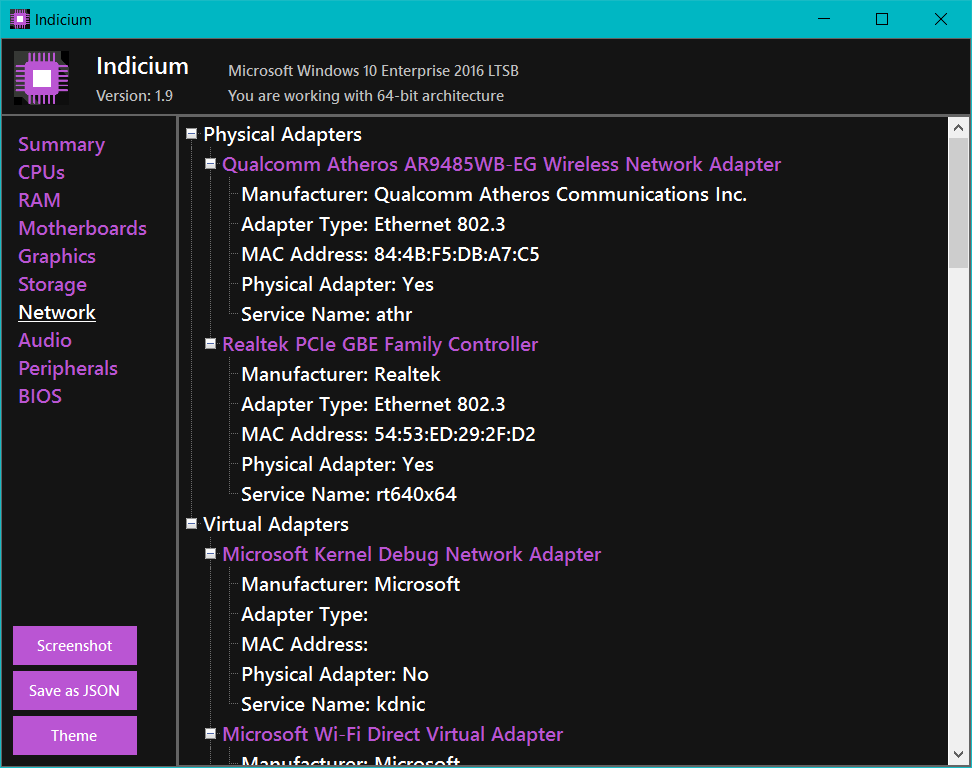 Indicium
Indicium
Version: 1.9
Microsoft Windows 10 Enterprise 2016 LTSB
You are working with 64-bit architecture
Summary
CPUs
RAM
Motherboards
Graphics
Storage
Network
Audio
Peripherals
BIOS
Screenshot
Save as JSON
Theme
Physical Adapters
Qualcomm Atheros AR9485WB-EG Wireless Network Adapter
Manufacturer: Qualcomm Atheros Communications Inc.
Adapter Type: Ethernet 802.3
MAC Address: 84:4B:F5:DB:A7:C5
Physical Adapter: Yes
Service Name: athr
Realtek PCIe GBE Family Controller
Manufacturer: Realtek
Adapter Type: Ethernet 802.3
MAC Address: 54:53:ED:29:2F:D2
Physical Adapter: Yes
Service Name: rt640x64
Virtual Adapters
Microsoft Kernel Debug Network Adapter
Manufacturer: Microsoft
Adapter Type:
MAC Address:
Physical Adapter: No
Service Name: kdnic
Microsoft Wi-Fi Direct Virtual Adapter
Manufacturer: Microsoft